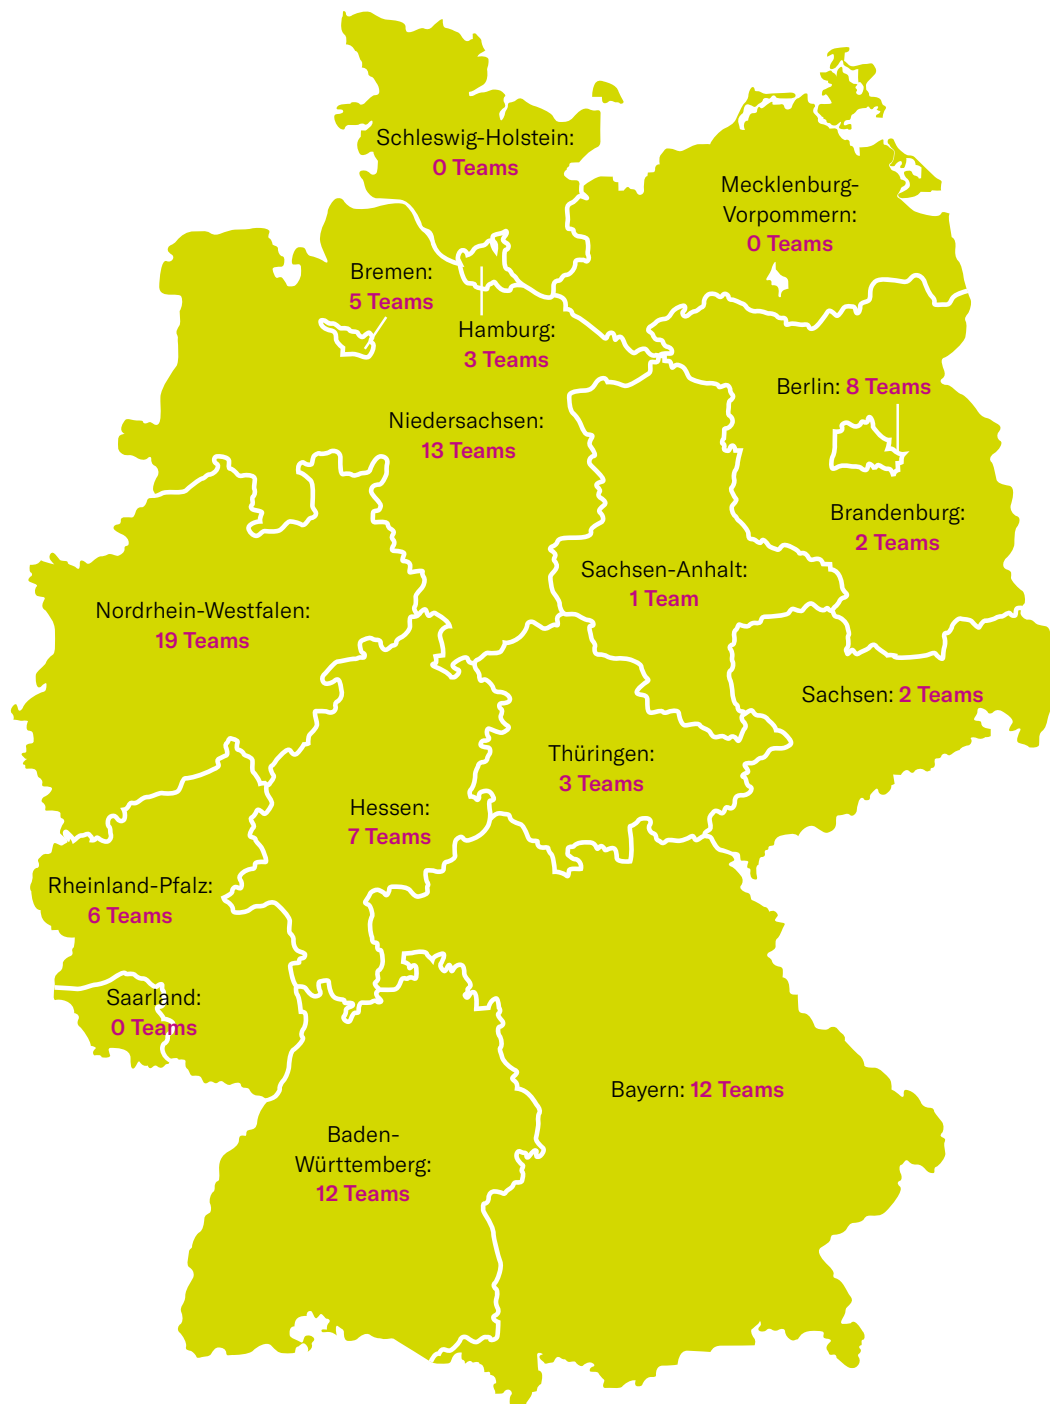 Schleswig-Holstein:
0 Teams
Mecklenburg-
Vorpommern:
0 Teams
Bremen:
5 Teams
Hamburg:
3 Teams
Berlin: 8 Teams
Niedersachsen:
13 Teams
Brandenburg:
2 Teams
Sachsen-Anhalt:
1 Team
Nordrhein-Westfalen:
19 Teams
Sachsen: 2 Teams
Thüringen:
3 Teams
Hessen:
7 Teams
Rheinland-Pfalz:
6 Teams
Saarland:
0 Teams
Bayern: 12 Teams
Baden-
Württemberg:
12 Teams